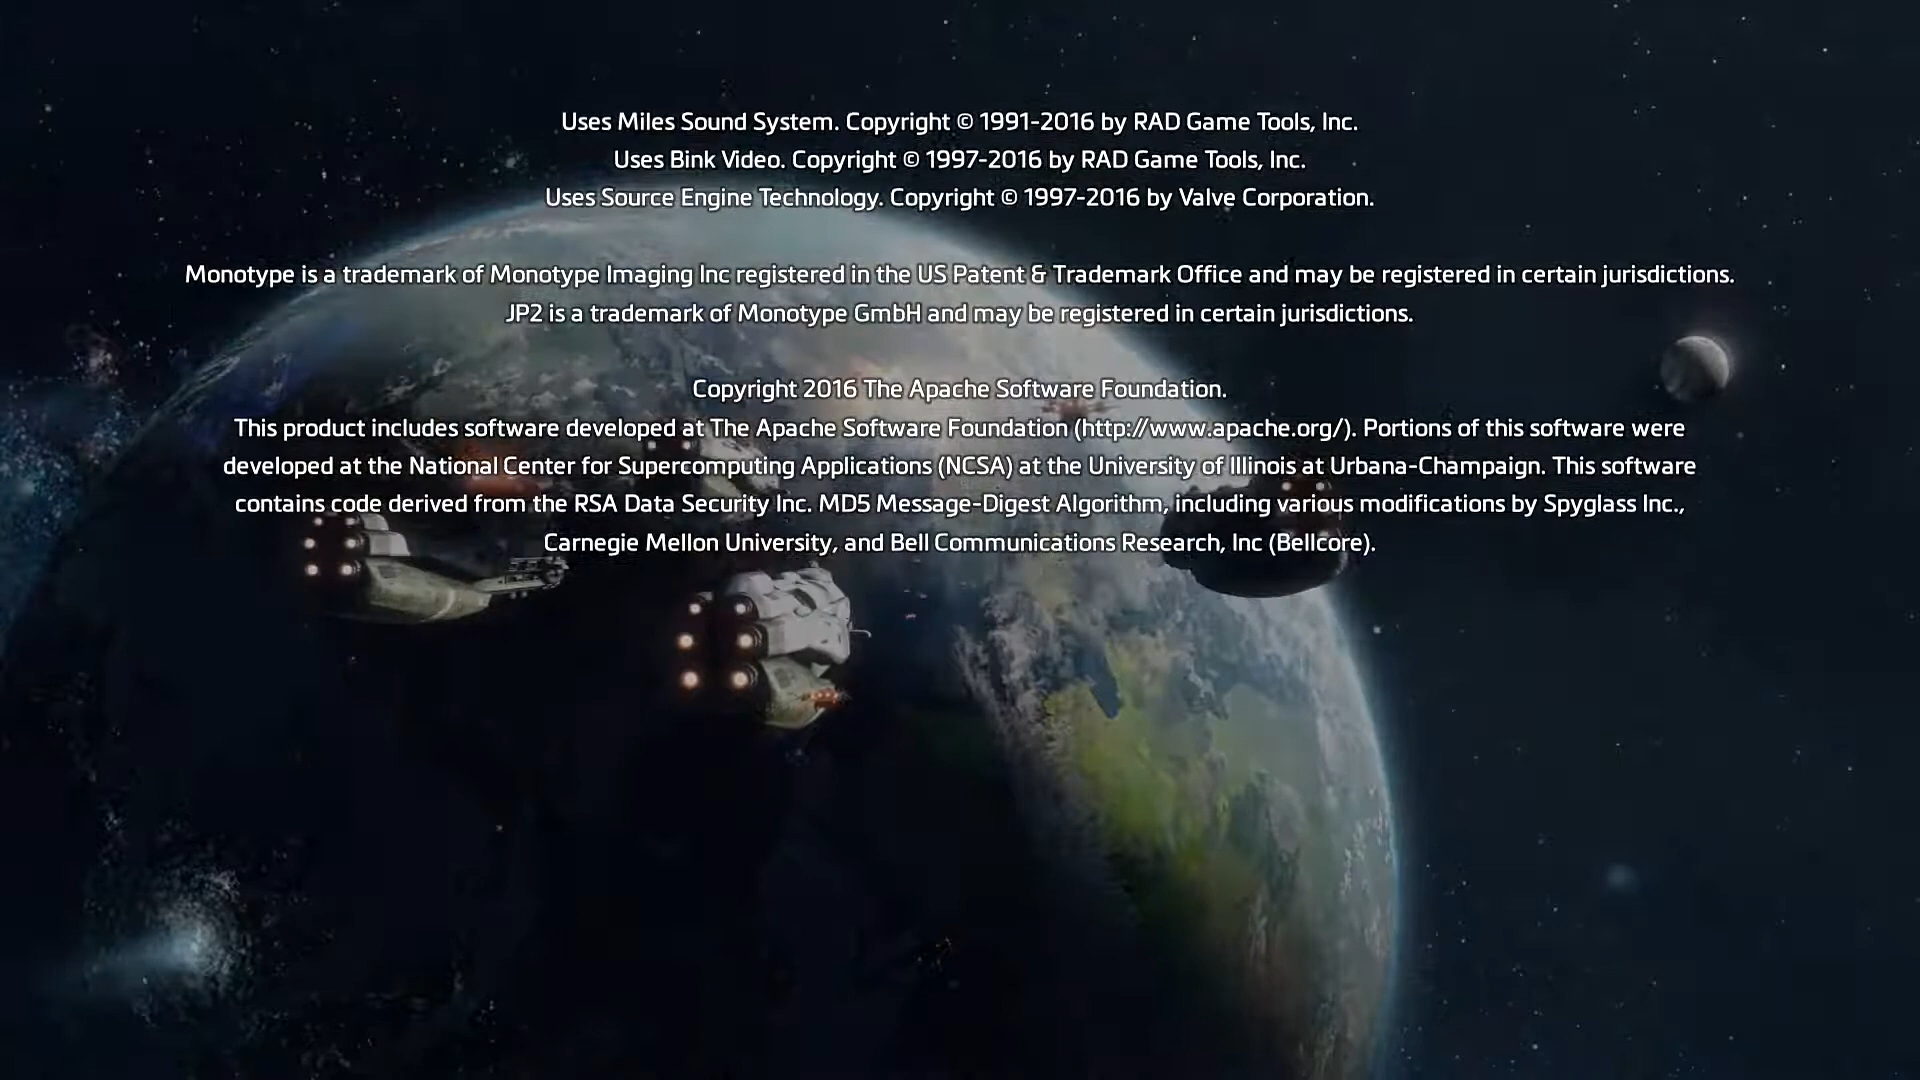 Uses Miles Sound System. Copyright © 1991-2016 by RAD Game Tools, Inc.
Uses Bink Video. Copyright © 1997-2016 by RAD Game Tools, Inc.
Uses Source Engine Technology. Copyright © 1997-2016 by Valve Corporation.
Monotype is a trademark of Monotype Imaging Inc registered in the US Patent & Trademark Office and may be registered in certain jurisdictions.
JP2 is a trademark of Monotype GmbH and may be registered in certain jurisdictions.
Copyright 2016 The Apache Software Foundation.
This product includes software developed at The Apache Software Foundation (http://www.apache.org/). Portions of this software were
developed at the National Center for Supercomputing Applications (NCSA) at the University of Illinois at Urbana-Champaign. This software
contains code derived from the RSA Data Security Inc. MD5 Message-Digest Algorithm, including various modifications by Spyglass Inc.,
Carnegie Mellon University, and Bell Communications Research, Inc (Bellcore).